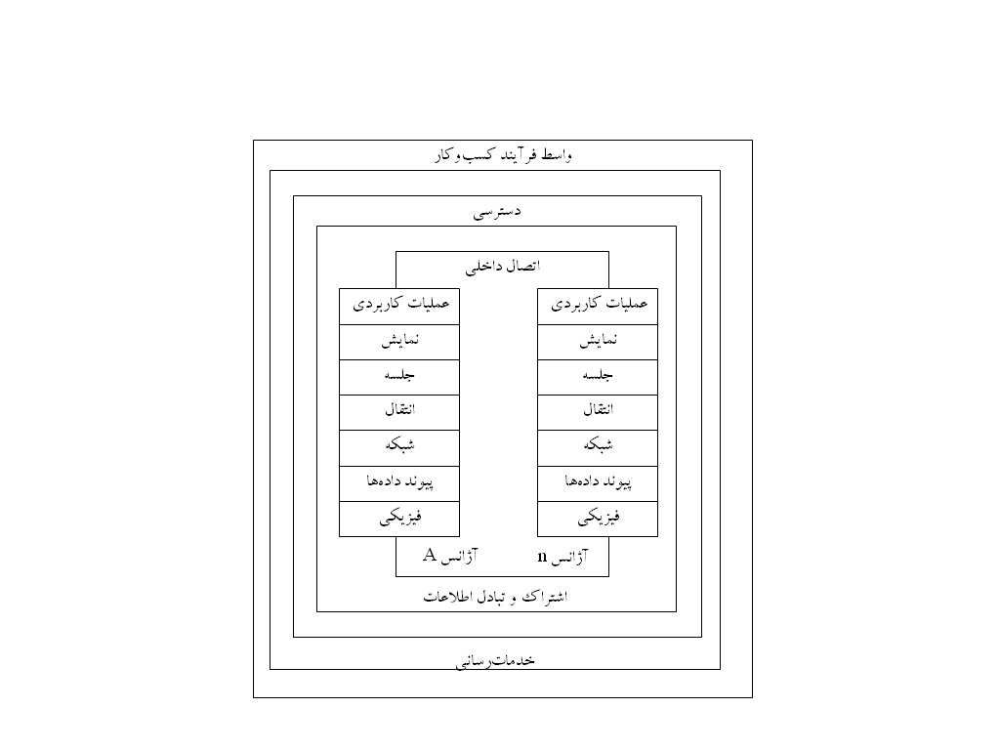 واسط فرآیند کسب‌وکار
دسترسی
اتصال داخلی
عملیات کاربردی
عملیات کاربردی
نمایش
نمایش
جلسه
جلسه
انتقال
انتقال
شبکه
شبکه
پیوند داده‌ها
پیوند داده‌ها
فیزیکی
فیزیکی
آژانس n
آژانس A
اشتراک و تبادل اطلاعات
خدمات‌رسانی